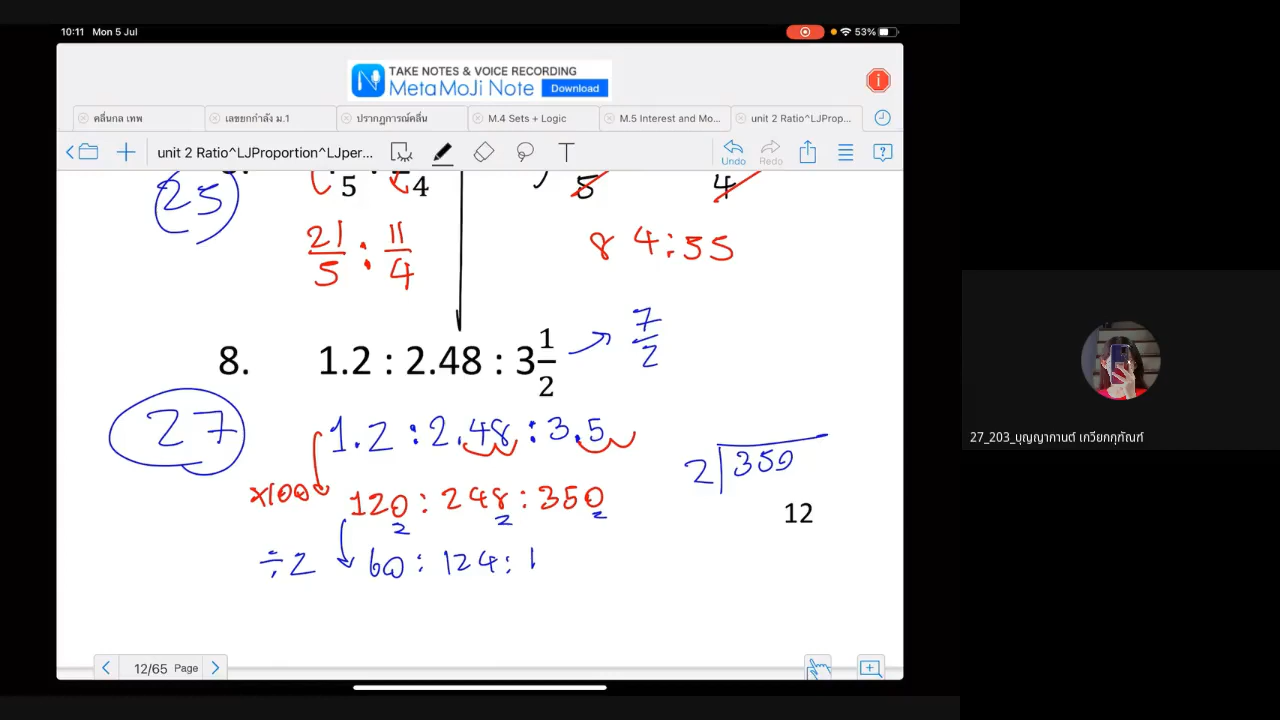 10:11 Mon 5 Jul
53%
TAKE NOTES & VOICE RECORDING
MetaMoJi Note Download
คลื่นกล เทพ
เลขยกกำลัง ม.1
ปรากฏการณ์คลื่น
M.4 Sets + Logic
M.5 Interest and Mo...
unit 2 Ratio^LJProp...
unit 2 Ratio^LJProportion^LJper...
T
Undo
Redo
25
5 4
5 4
21/5 : 11/4
84:55
8. 1.2 : 2.48 : 3 1/2
7/2
27
1.2 : 2.48 : 3.5
×100 120 : 248 : 350
2 2 2
÷2 60 : 124 : 1
2 350
12
12/65 Page
27_203_บุญญากานต์ เกวียกกุฑัณฑ์